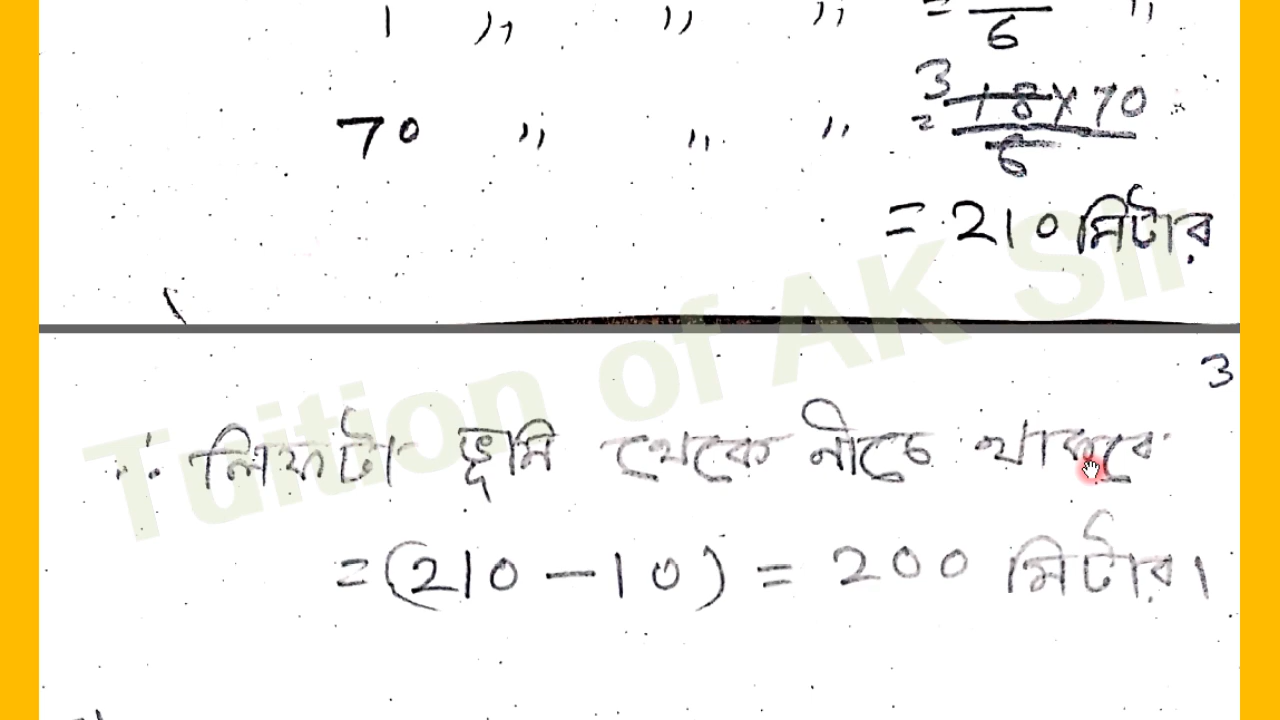 1 ,, ,, ,, = 6 ,,
3
70 ,, ,, ,, = 18 x 70
6
= 210 মিটার
3
∴ লিফটা ভূমি থেকে নীচে থাকবে
= (210 - 10) = 200 মিটার।
Tuition of AK Sir